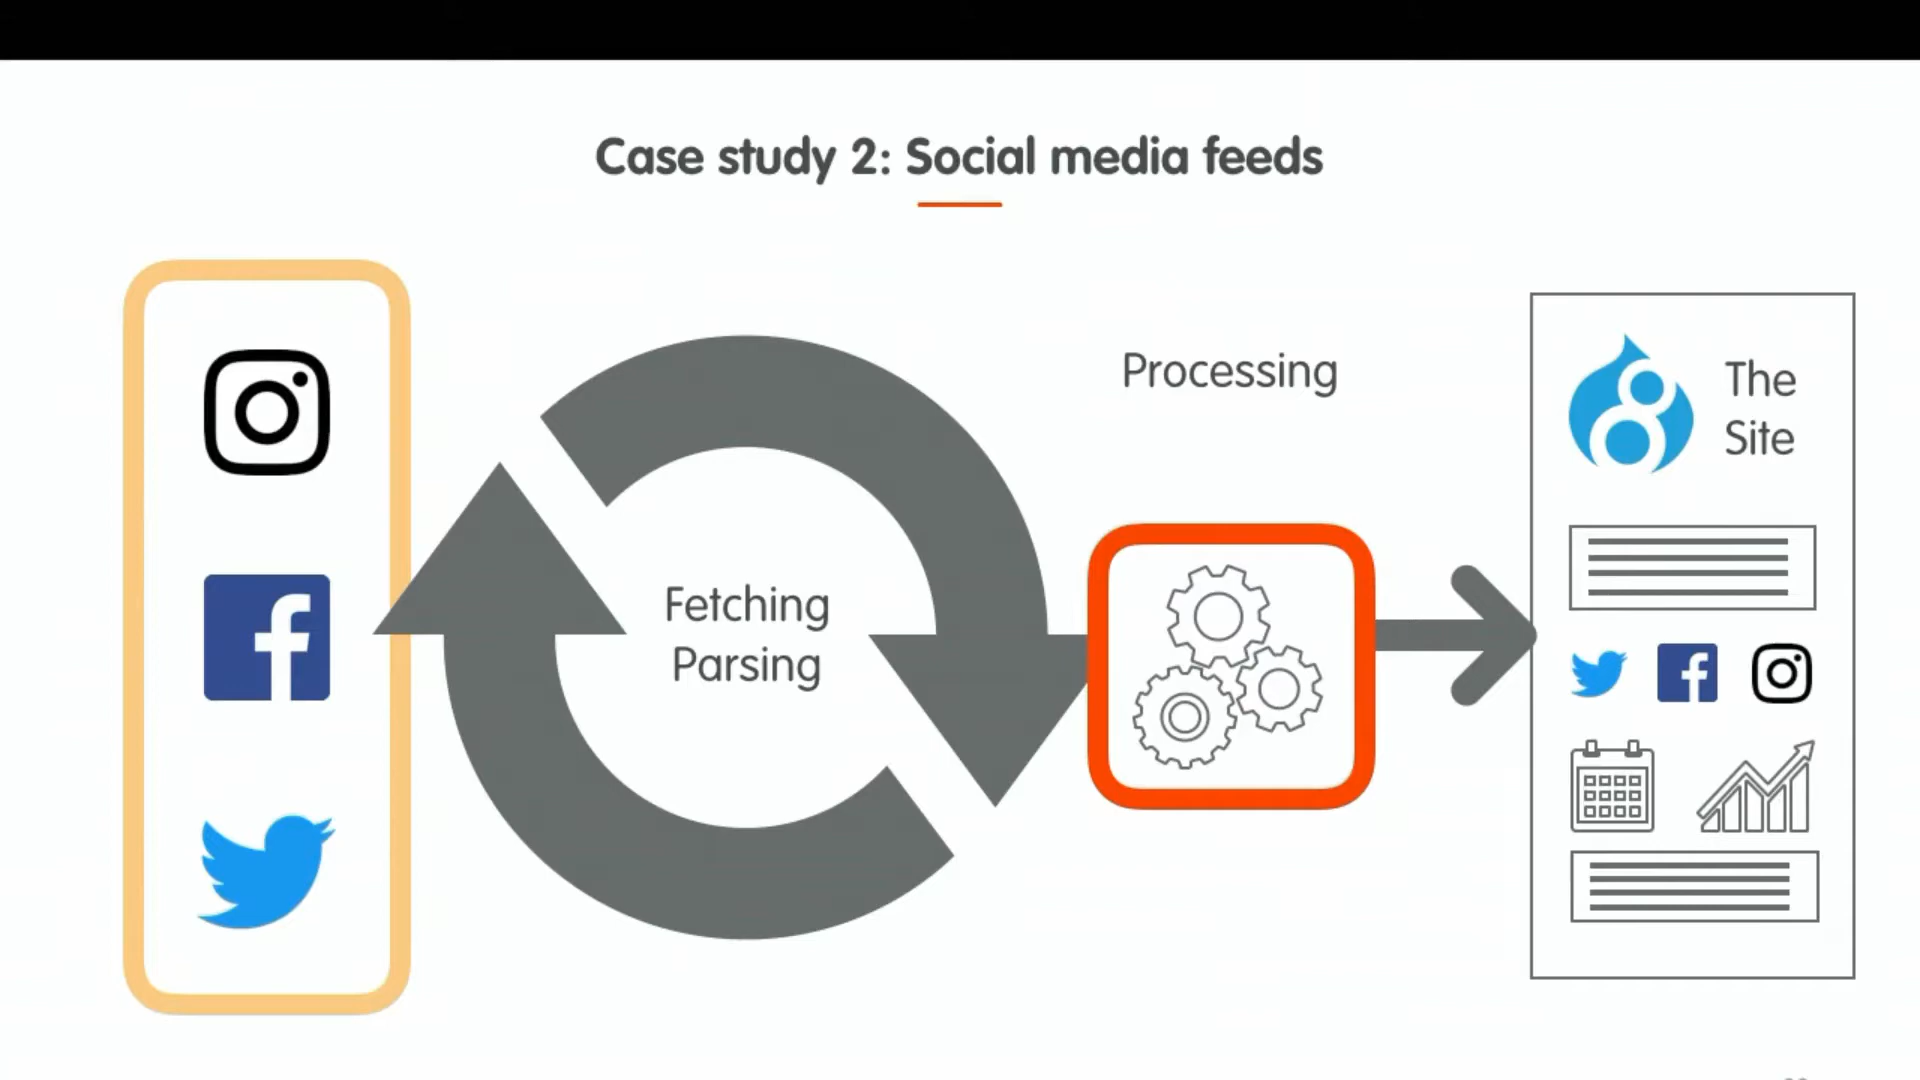 Case study 2: Social media feeds
Fetching
Parsing
Processing
The
Site